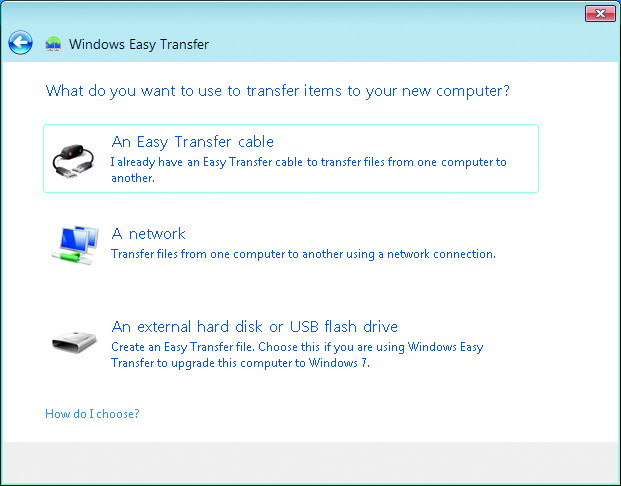 Windows Easy Transfer
What do you want to use to transfer items to your new computer?
An Easy Transfer cable
I already have an Easy Transfer cable to transfer files from one computer to
another.
A network
Transfer files from one computer to another using a network connection.
An external hard disk or USB flash drive
Create an Easy Transfer file. Choose this if you are using Windows Easy
Transfer to upgrade this computer to Windows 7.
How do I choose?